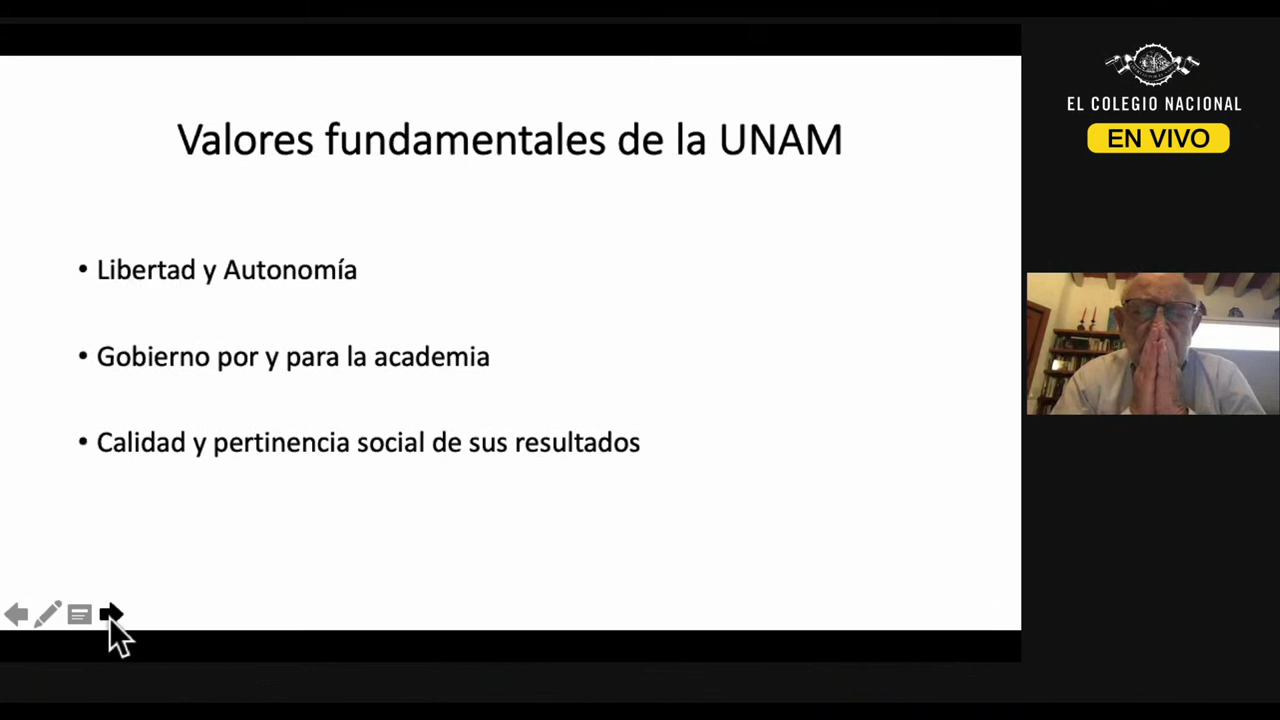 Valores fundamentales de la UNAM
• Libertad y Autonomía
• Gobierno por y para la academia
• Calidad y pertinencia social de sus resultados
EL COLEGIO NACIONAL
EN VIVO